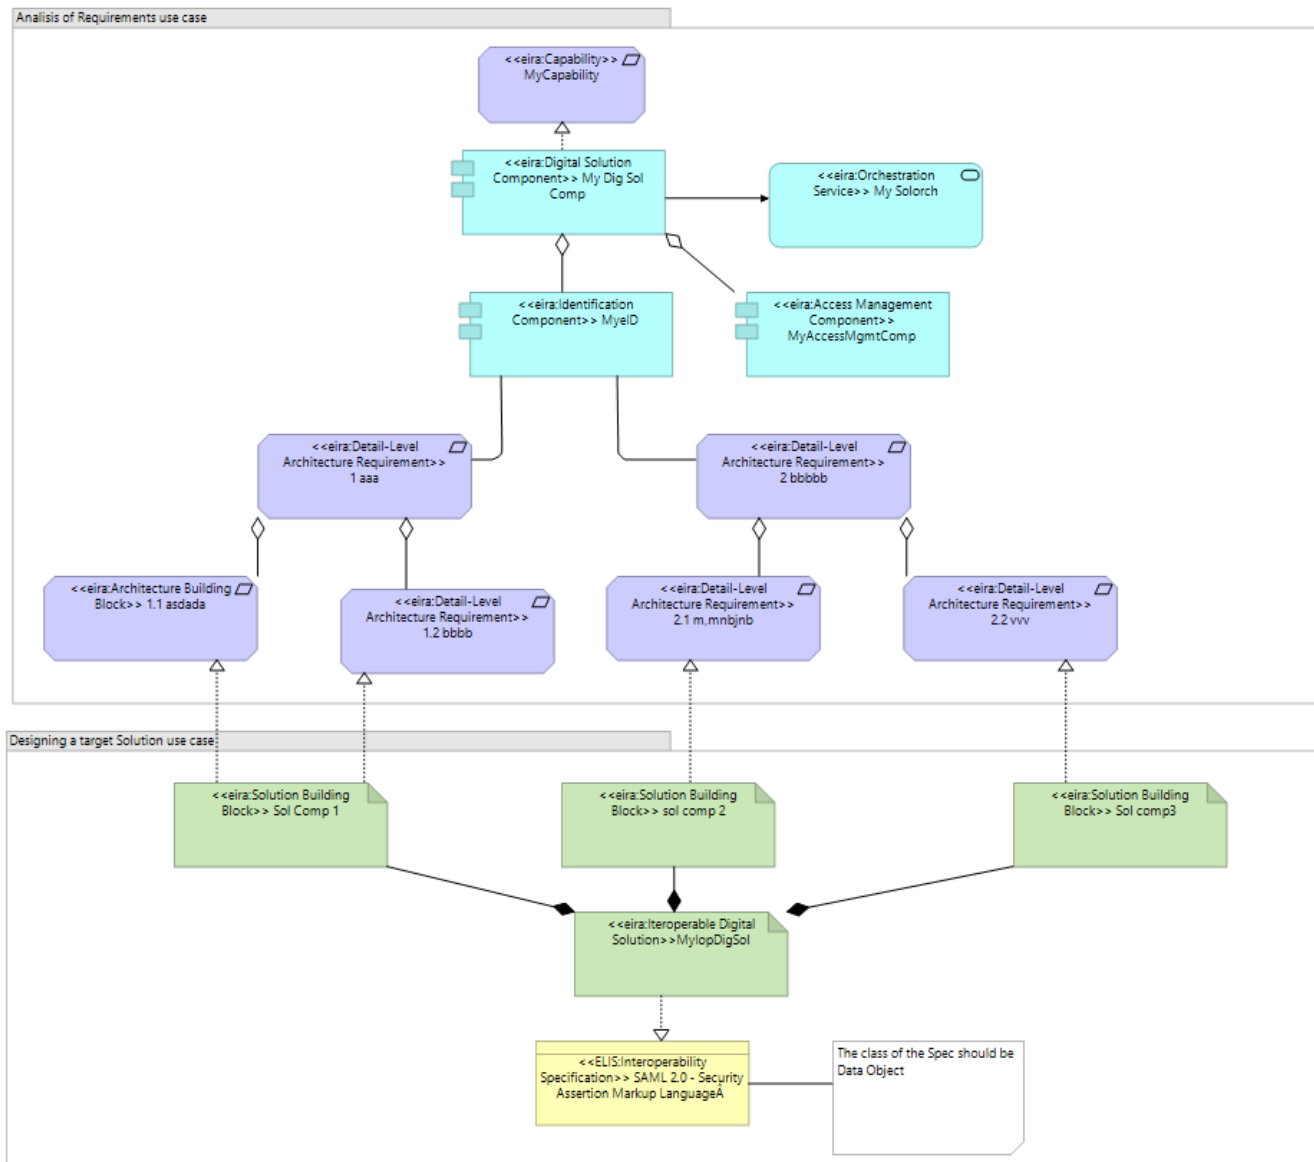 Analisis of Requirements use case
<<eira:Capability>>
MyCapability
<<eira:Digital Solution
Component>> My Dig Sol
Comp
<<eira:Orchestration
Service>> My Solorch
<<eira:Identification
Component>> MyeID
<<eira:Access Management
Component>>
MyAccessMgmtComp
<<eira:Detail-Level
Architecture Requirement>>
1 aaa
<<eira:Detail-Level
Architecture Requirement>>
2 bbbbb
<<eira:Architecture Building
Block>> 1.1 asdada
<<eira:Detail-Level
Architecture Requirement>>
1.2 bbbb
<<eira:Detail-Level
Architecture Requirement>>
2.1 m,mnbjnb
<<eira:Detail-Level
Architecture Requirement>>
2.2 vvv
Designing a target Solution use case
<<eira:Solution Building
Block>> Sol Comp 1
<<eira:Solution Building
Block>> sol comp 2
<<eira:Solution Building
Block>> Sol comp3
<<eira:Iteroperable Digital
Solution>>MyIopDigSol
<<ELIS:Interoperability
Specification>> SAML 2.0 - Security
Assertion Markup LanguageÂ
The class of the Spec should be
Data Object